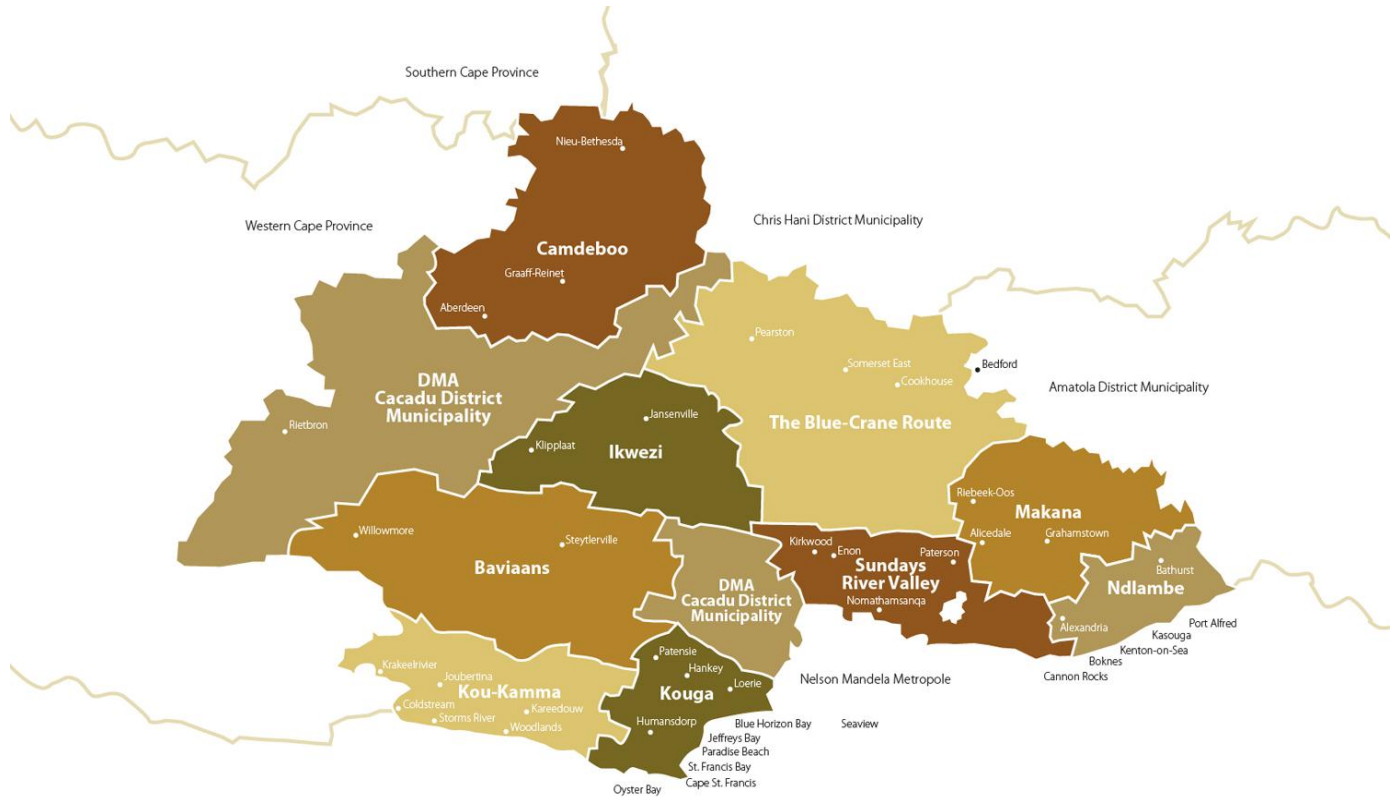 Southern Cape Province
Nieu-Bethesda
Western Cape Province
Chris Hani District Municipality
Camdeboo
Graaff-Reinet
Aberdeen
Pearston
Somerset East
Bedford
Cookhouse
Amatola District Municipality
DMA
Cacadu District
Municipality
Rietbron
Jansenville
The Blue-Crane Route
Klipplaat
Ikwezi
Riebeek-Oos
Makana
Willowmore
Steytlerville
Kirkwood
Enon
Paterson
Alicedale
Grahamstown
Baviaans
Sundays
River Valley
Bathurst
DMA
Cacadu District
Municipality
Ndlambe
Nomathamsanqa
Alexandria
Port Alfred
Kasouga
Kenton-on-Sea
Boknes
Cannon Rocks
Patensie
Krakeelrivier
Hankey
Joubertina
Nelson Mandela Metropole
Kou-Kamma
Kouga
Loerie
Coldstream
Kareedouw
Storms River
Woodlands
Humansdorp
Blue Horizon Bay
Seaview
Jeffreys Bay
Paradise Beach
St. Francis Bay
Cape St. Francis
Oyster Bay